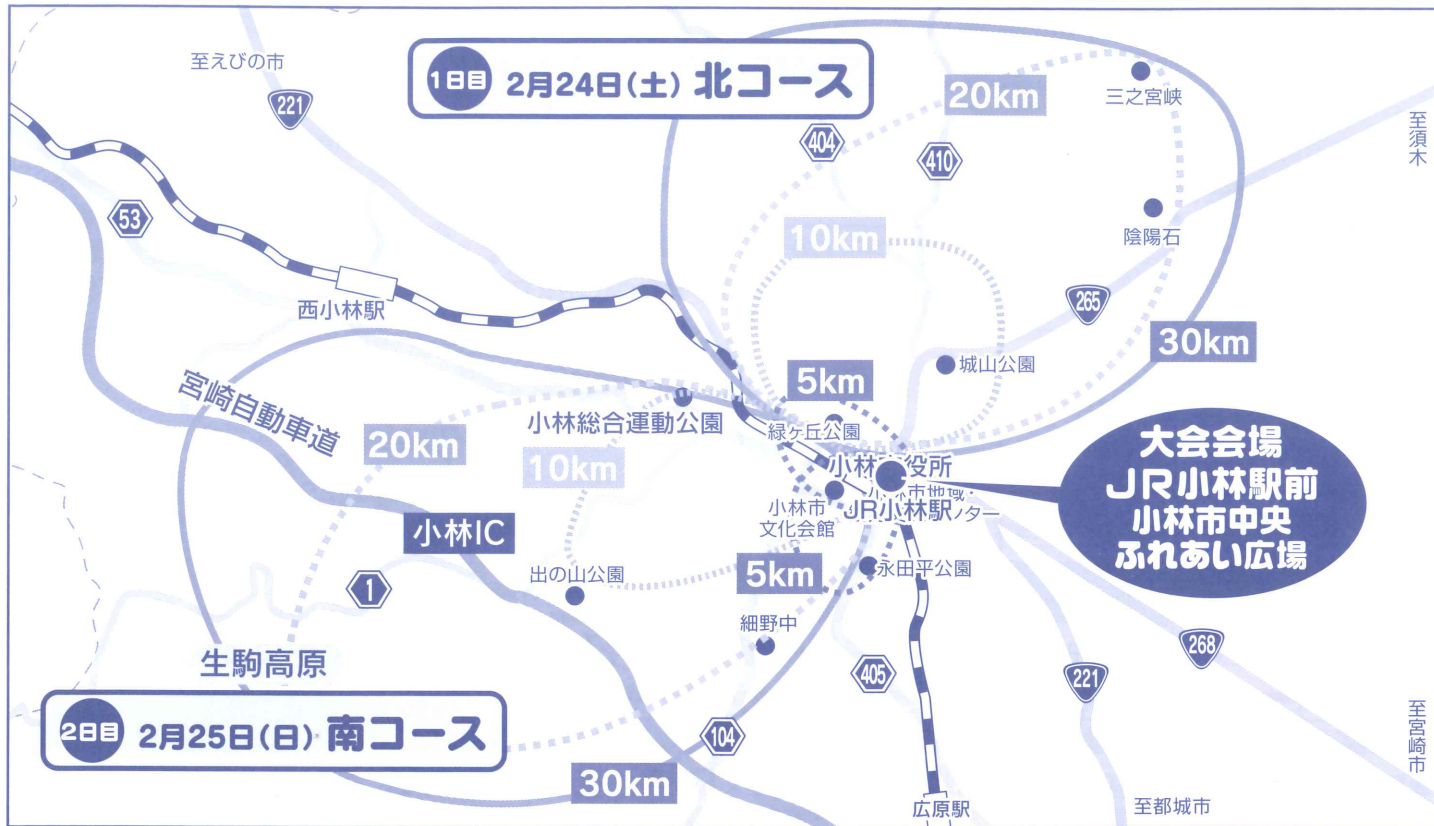 至えびの市
221
1日目 2月24日(土) 北コース
20km
三之宮峡
404
410
至須木
53
10km
陰陽石
西小林駅
265
30km
5km
城山公園
宮崎自動車道
小林総合運動公園
緑ヶ丘公園
20km
10km
大会会場
JR小林駅前
小林市中央
ふれあい広場
小林 役所
小林市地域・
小林市
文化会館
JR小林駅
ンター
小林IC
1
出の山公園
5km
永田平公園
細野中
生駒高原
405
268
221
2日目 2月25日(日) 南コース
104
30km
至宮崎市
広原駅
至都城市